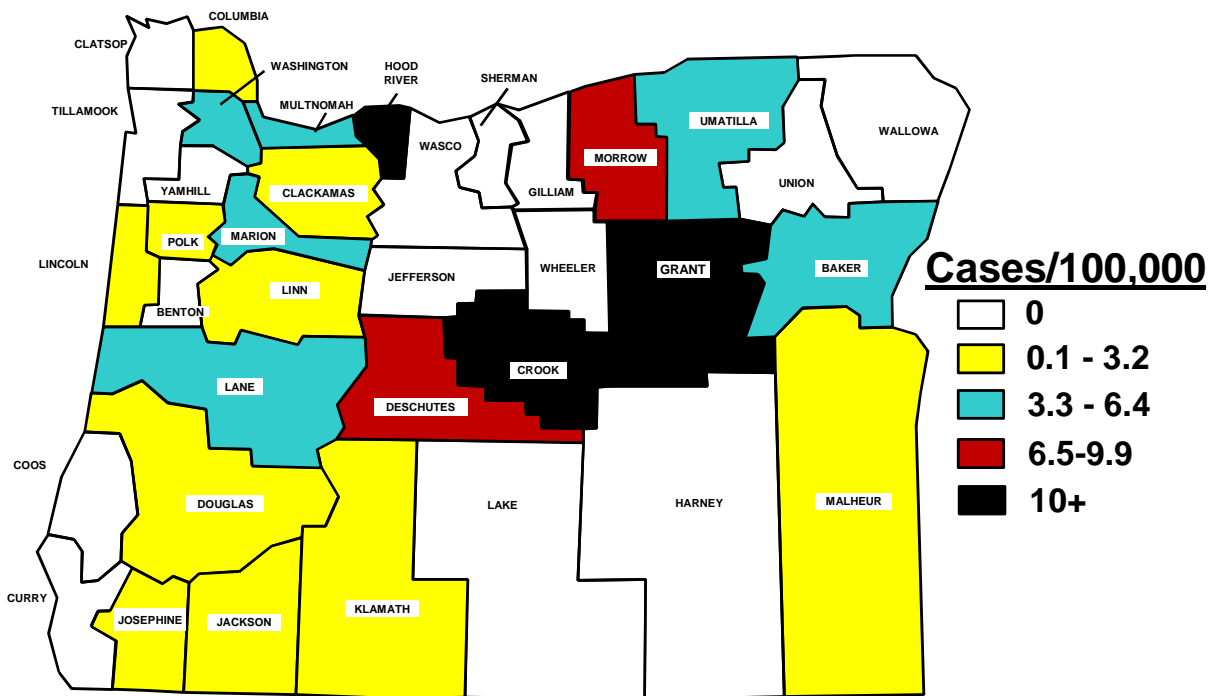 COLUMBIA
CLATSOP
WASHINGTON
HOOD
RIVER
SHERMAN
TILLAMOOK
MULTNOMAH
UMATILLA
WALLOWA
WASCO
MORROW
YAMHILL
CLACKAMAS
GILLIAM
UNION
POLK
MARION
LINCOLN
JEFFERSON
WHEELER
GRANT
BAKER
LINN
BENTON
Cases/100,000
0
0.1 - 3.2
3.3 - 6.4
6.5-9.9
10+
LANE
CROOK
DESCHUTES
COOS
DOUGLAS
LAKE
HARNEY
MALHEUR
CURRY
JOSEPHINE
JACKSON
KLAMATH